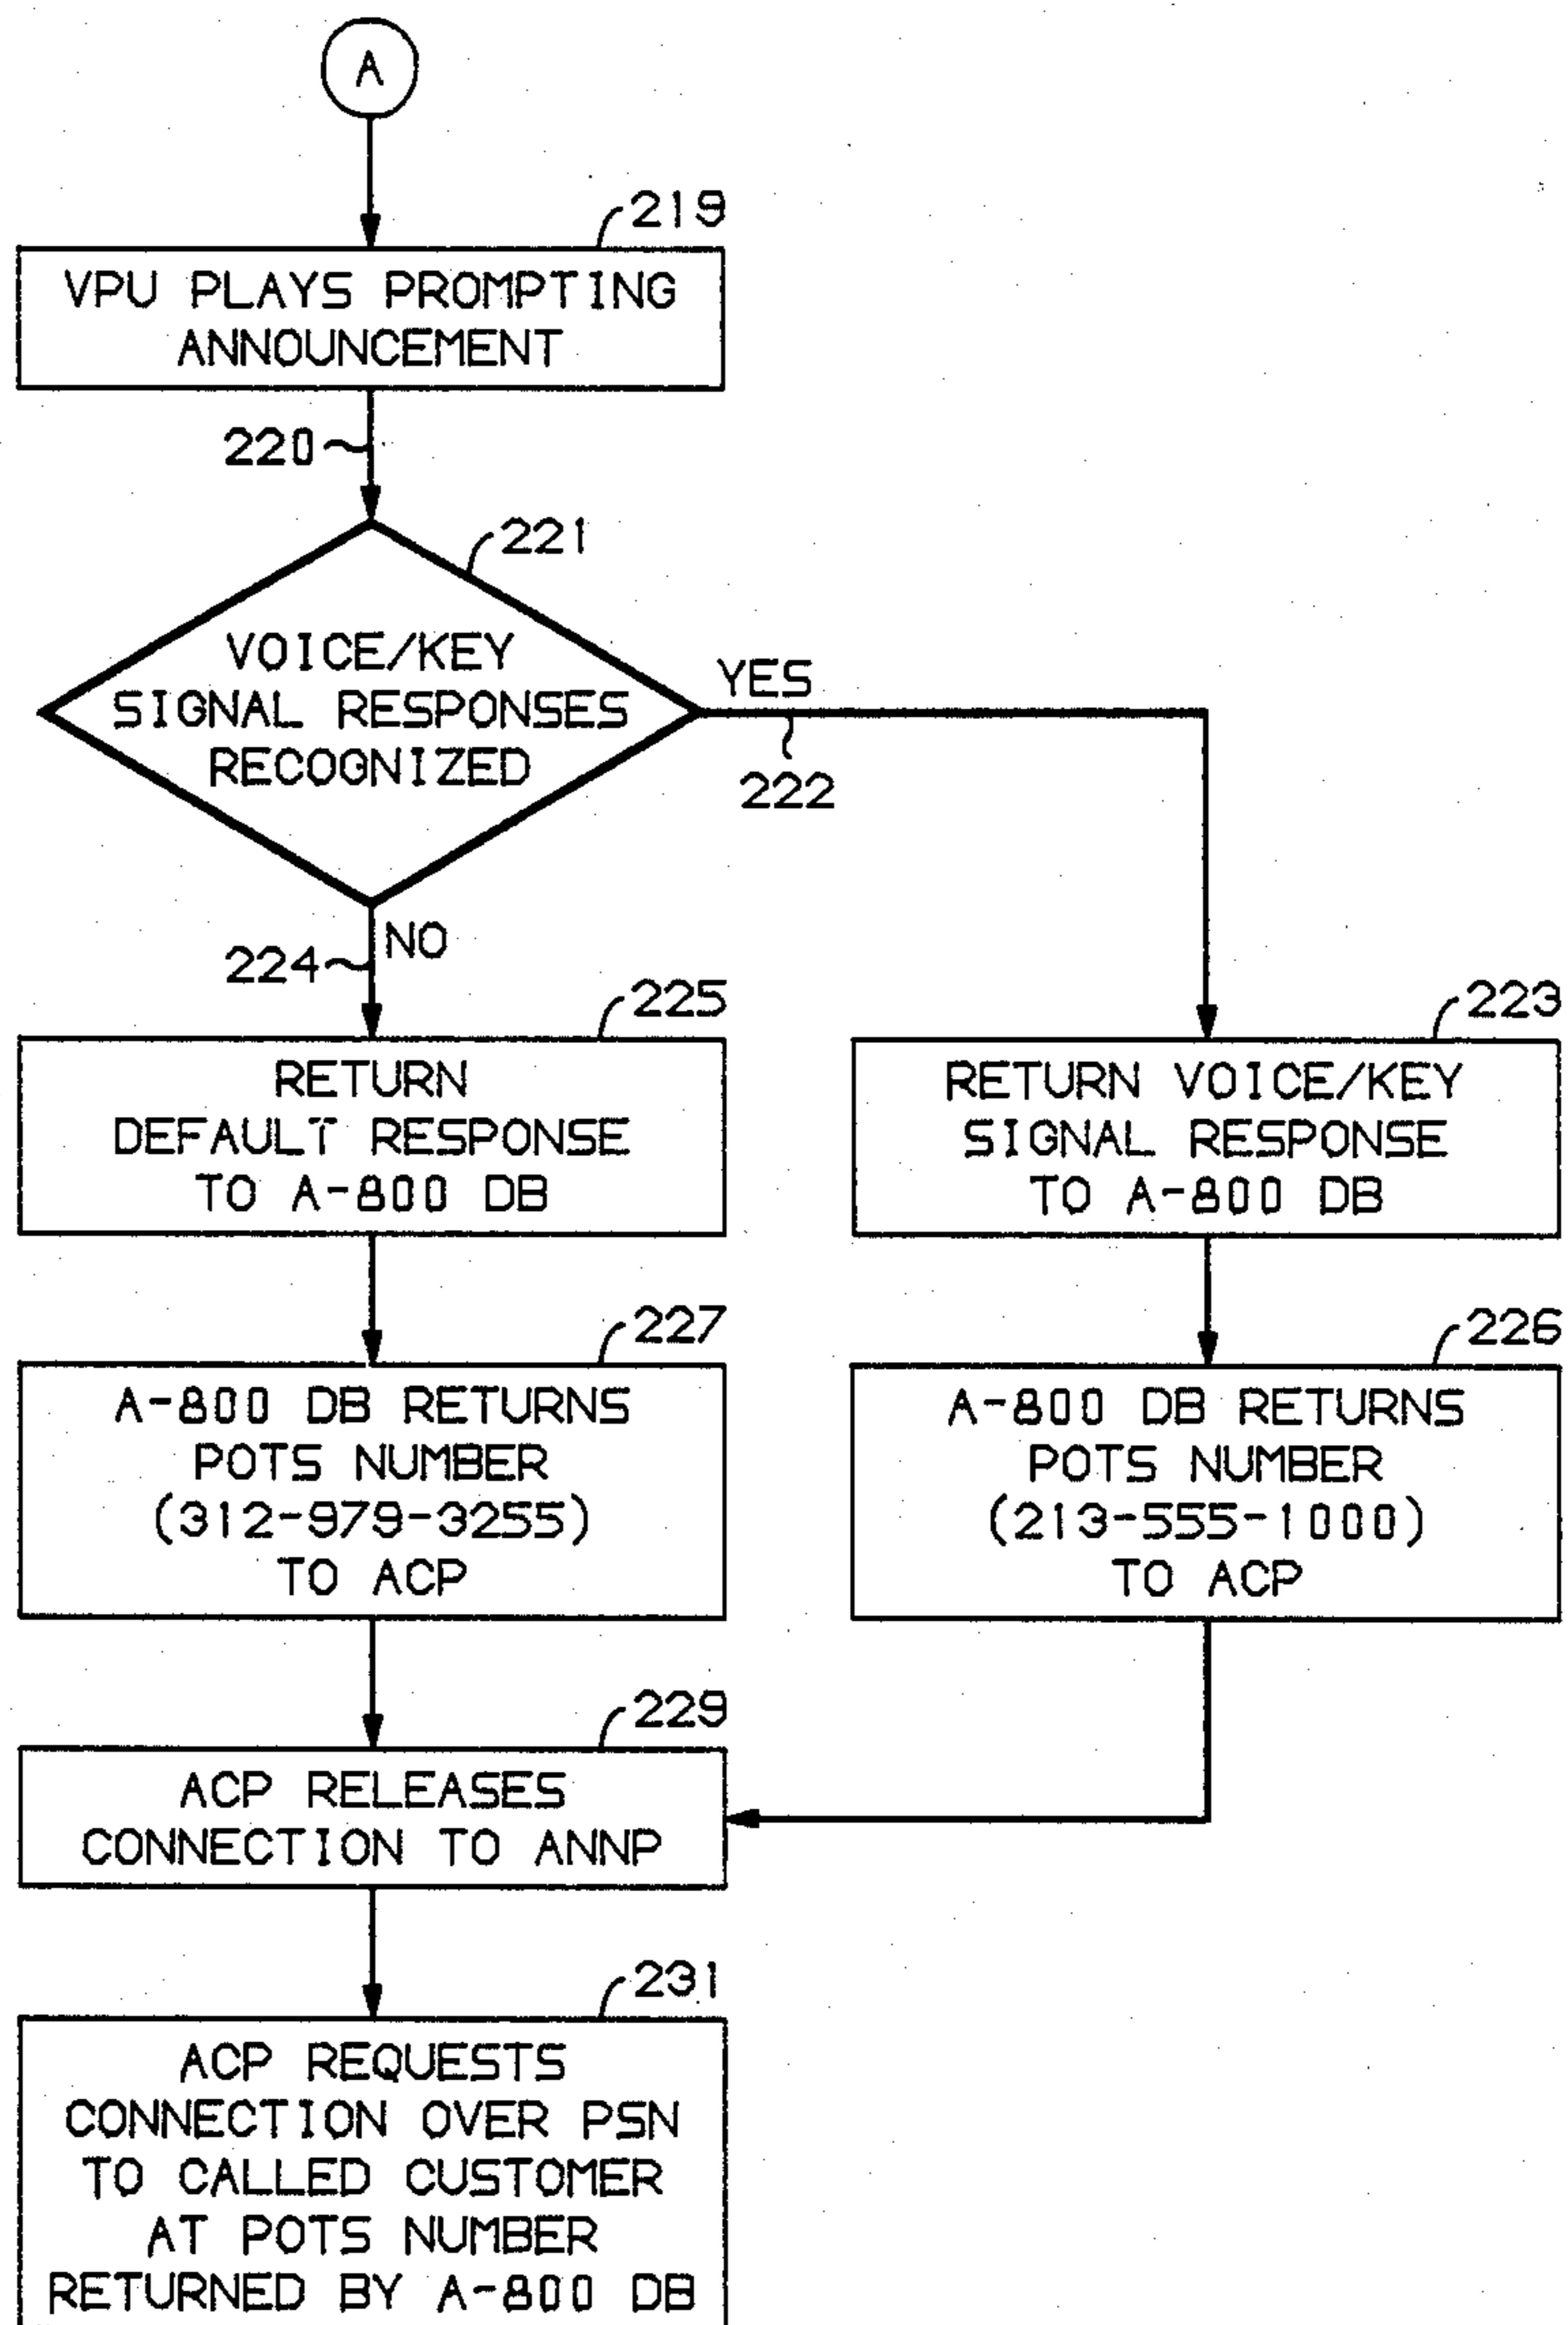 A
219
VPU PLAYS PROMPTING
ANNOUNCEMENT
220
221
VOICE/KEY
SIGNAL RESPONSES
RECOGNIZED
YES
222
NO
224
225
RETURN
DEFAULT RESPONSE
TO A-800 DB
223
RETURN VOICE/KEY
SIGNAL RESPONSE
TO A-800 DB
227
A-800 DB RETURNS
POTS NUMBER
(312-979-3255)
TO ACP
226
A-800 DB RETURNS
POTS NUMBER
(213-555-1000)
TO ACP
229
ACP RELEASES
CONNECTION TO ANNP
231
ACP REQUESTS
CONNECTION OVER PSN
TO CALLED CUSTOMER
AT POTS NUMBER
RETURNED BY A-800 DB